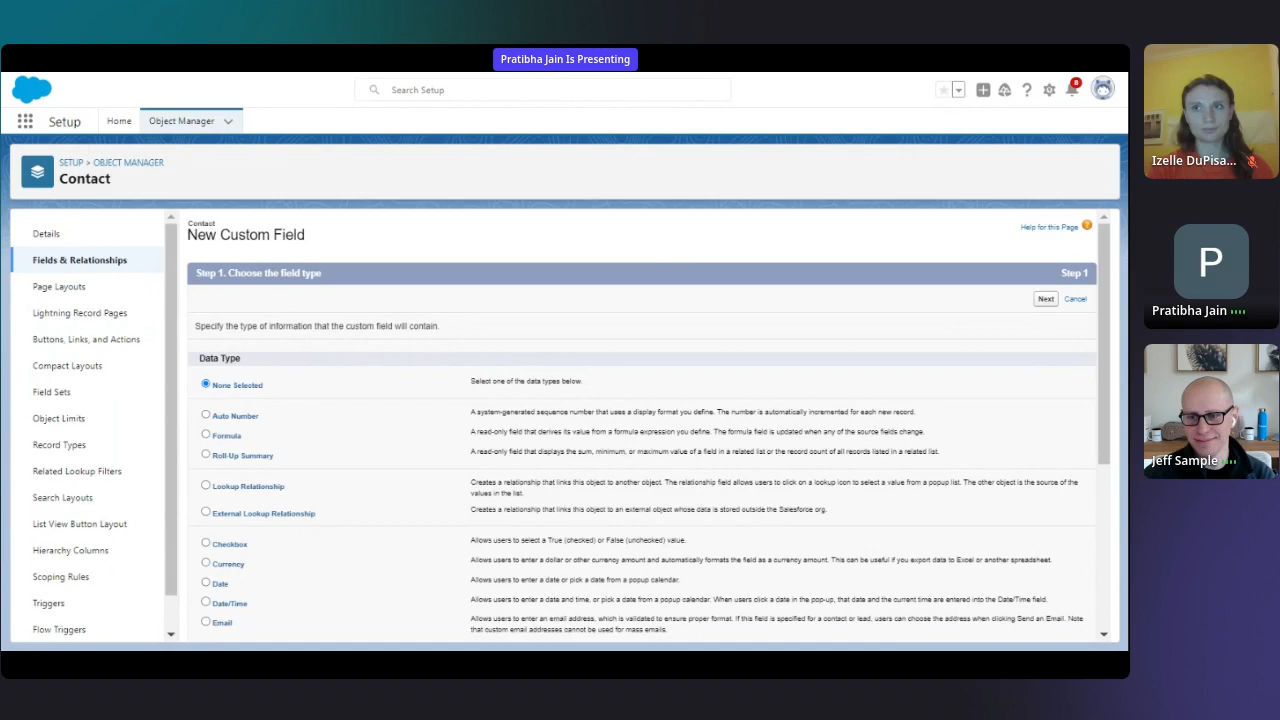 Pratibha Jain Is Presenting
Search Setup
8
Setup
Home
Object Manager
SETUP > OBJECT MANAGER
Contact
Details
Fields & Relationships
Page Layouts
Lightning Record Pages
Buttons, Links, and Actions
Compact Layouts
Field Sets
Object Limits
Record Types
Related Lookup Filters
Search Layouts
List View Button Layout
Hierarchy Columns
Scoping Rules
Triggers
Flow Triggers
Contact
New Custom Field
Help for this Page
Step 1. Choose the field type
Step 1
Next
Cancel
Specify the type of information that the custom field will contain.
Data Type
None Selected
Select one of the data types below.
Auto Number
A system-generated sequence number that uses a display format you define. The number is automatically incremented for each new record.
Formula
A read-only field that derives its value from a formula expression you define. The formula field is updated when any of the source fields change.
Roll-Up Summary
A read-only field that displays the sum, minimum, or maximum value of a field in a related list or the record count of all records listed in a related list.
Lookup Relationship
Creates a relationship that links this object to another object. The relationship field allows users to click on a lookup icon to select a value from a popup list. The other object is the source of the
values in the list.
External Lookup Relationship
Creates a relationship that links this object to an external object whose data is stored outside the Salesforce org.
Checkbox
Allows users to select a True (checked) or False (unchecked) value.
Currency
Allows users to enter a dollar or other currency amount and automatically formats the field as a currency amount. This can be useful if you export data to Excel or another spreadsheet.
Date
Allows users to enter a date or pick a date from a popup calendar.
Date/Time
Allows users to enter a date and time, or pick a date from a popup calendar. When users click a date in the pop-up, that date and the current time are entered into the Date/Time field.
Email
Allows users to enter an email address, which is validated to ensure proper format. If this field is specified for a contact or lead, users can choose the address when clicking Send an Email. Note
that custom email addresses cannot be used for mass emails.
Izelle DuPisa...
P
Pratibha Jain
Jeff Sample